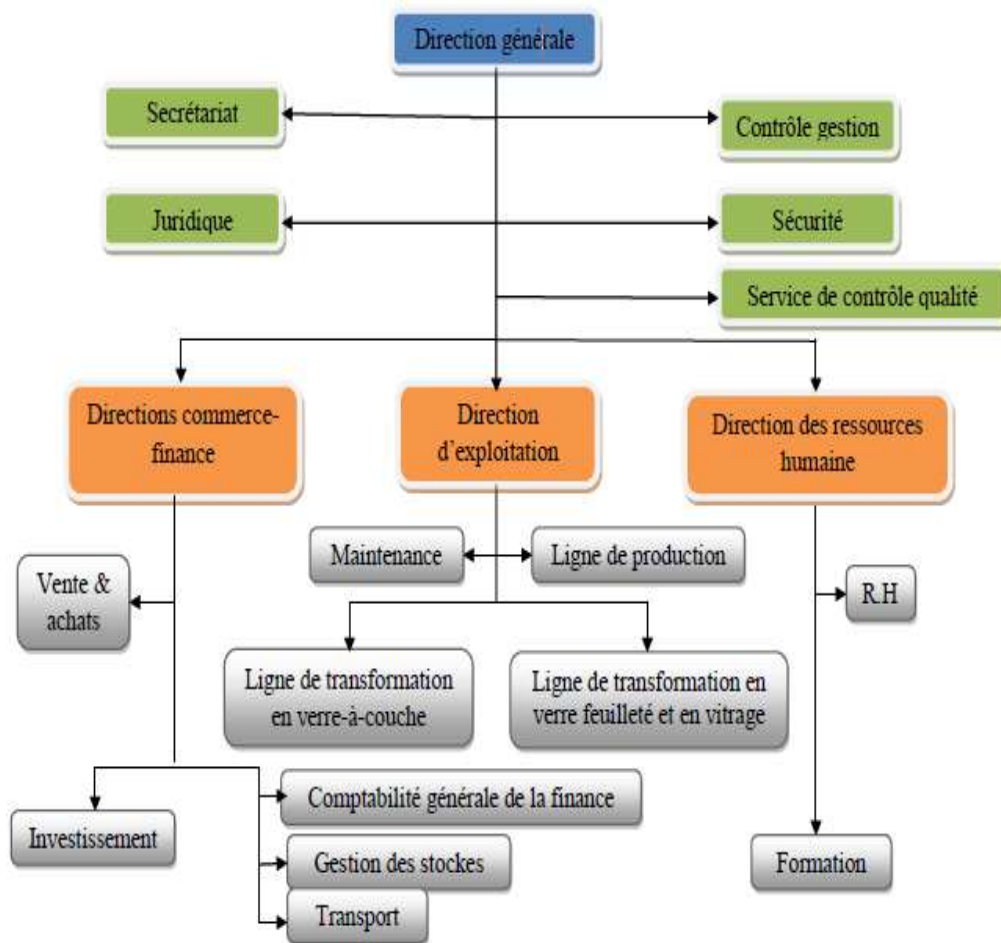 Direction générale
Secrétariat
Contrôle gestion
Juridique
Sécurité
Service de contrôle qualité
Directions commerce-
finance
Direction
d'exploitation
Direction des ressources
humaine
Maintenance
Ligne de production
Vente &
achats
R.H
Ligne de transformation
en verre-à-couche
Ligne de transformation en
verre feuilleté et en vitrage
Comptabilité générale de la finance
Investissement
Gestion des stockes
Formation
Transport